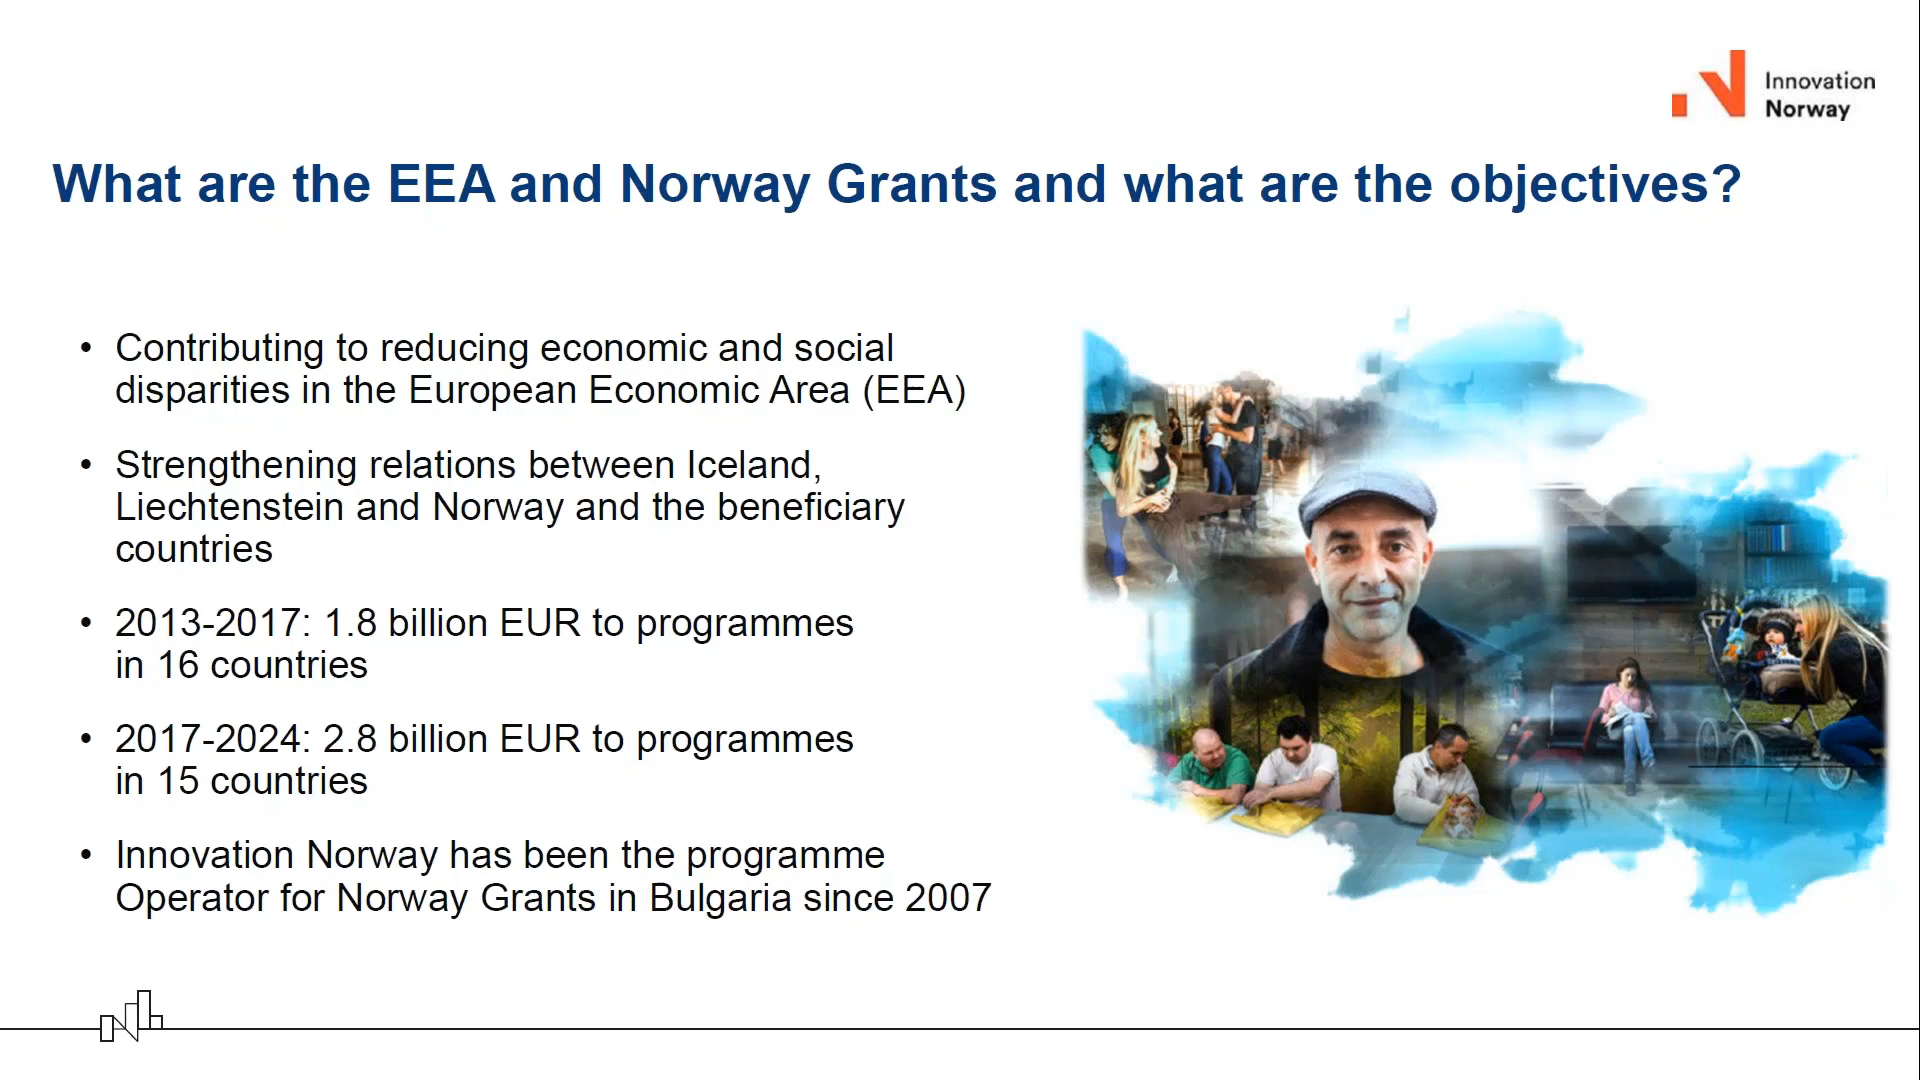 Innovation
Norway
What are the EEA and Norway Grants and what are the objectives?
• Contributing to reducing economic and social
disparities in the European Economic Area (EEA)
• Strengthening relations between Iceland,
Liechtenstein and Norway and the beneficiary
countries
• 2013-2017: 1.8 billion EUR to programmes
in 16 countries
• 2017-2024: 2.8 billion EUR to programmes
in 15 countries
• Innovation Norway has been the programme
Operator for Norway Grants in Bulgaria since 2007